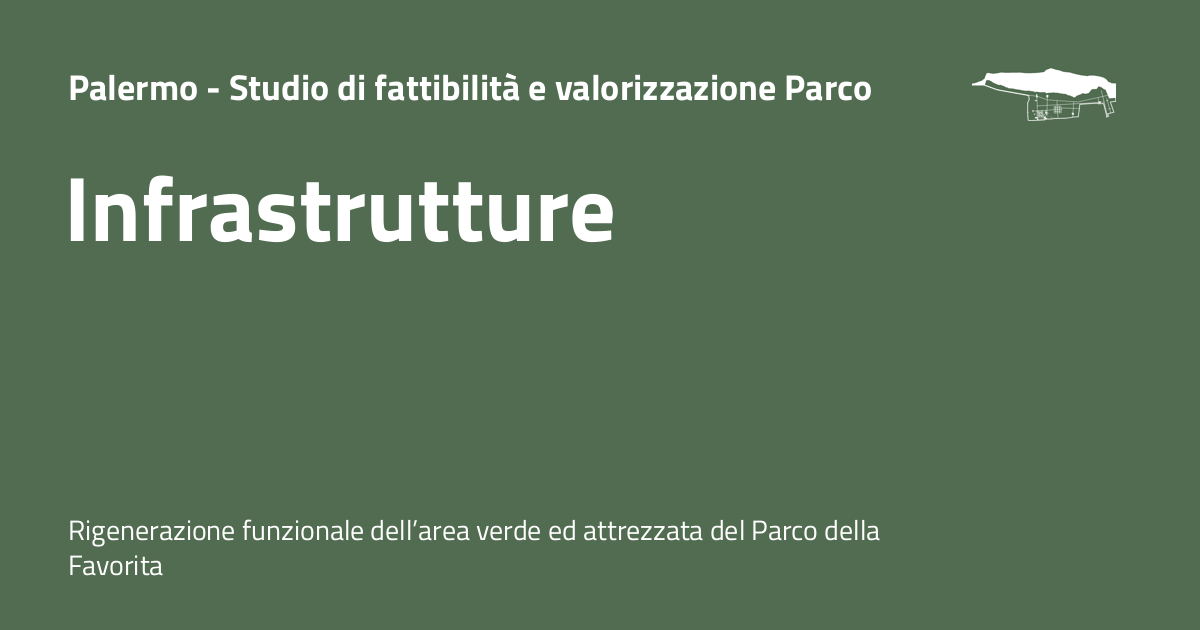 Palermo - Studio di fattibilità e valorizzazione Parco
Infrastrutture
Rigenerazione funzionale dell’area verde ed attrezzata del Parco della
Favorita